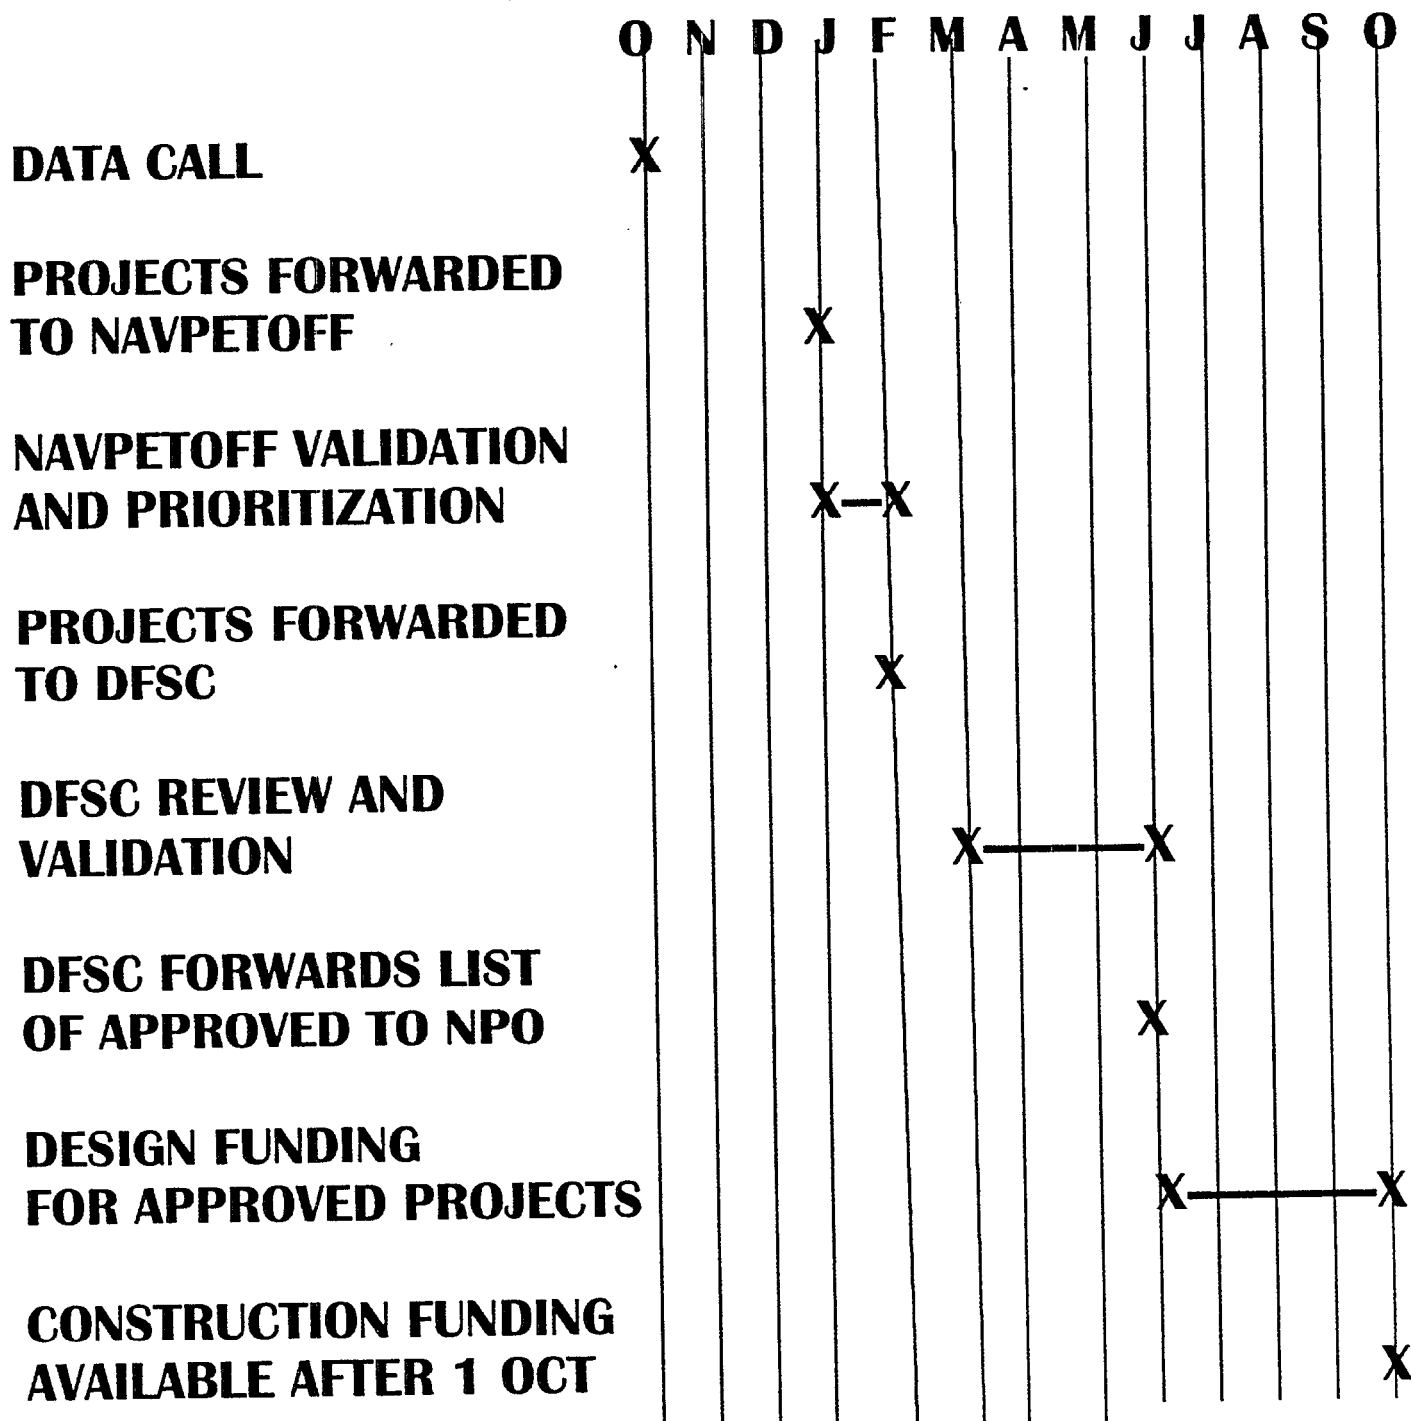 O N D J F M A M J J A S O
DATA CALL
X
PROJECTS FORWARDED
TO NAVPETOFF
X
NAVPETOFF VALIDATION
AND PRIORITIZATION
X X
PROJECTS FORWARDED
TO DFSC
X
DFSC REVIEW AND
VALIDATION
X X
DFSC FORWARDS LIST
OF APPROVED TO NPO
X
DESIGN FUNDING
FOR APPROVED PROJECTS
X X
CONSTRUCTION FUNDING
AVAILABLE AFTER 1 OCT
X